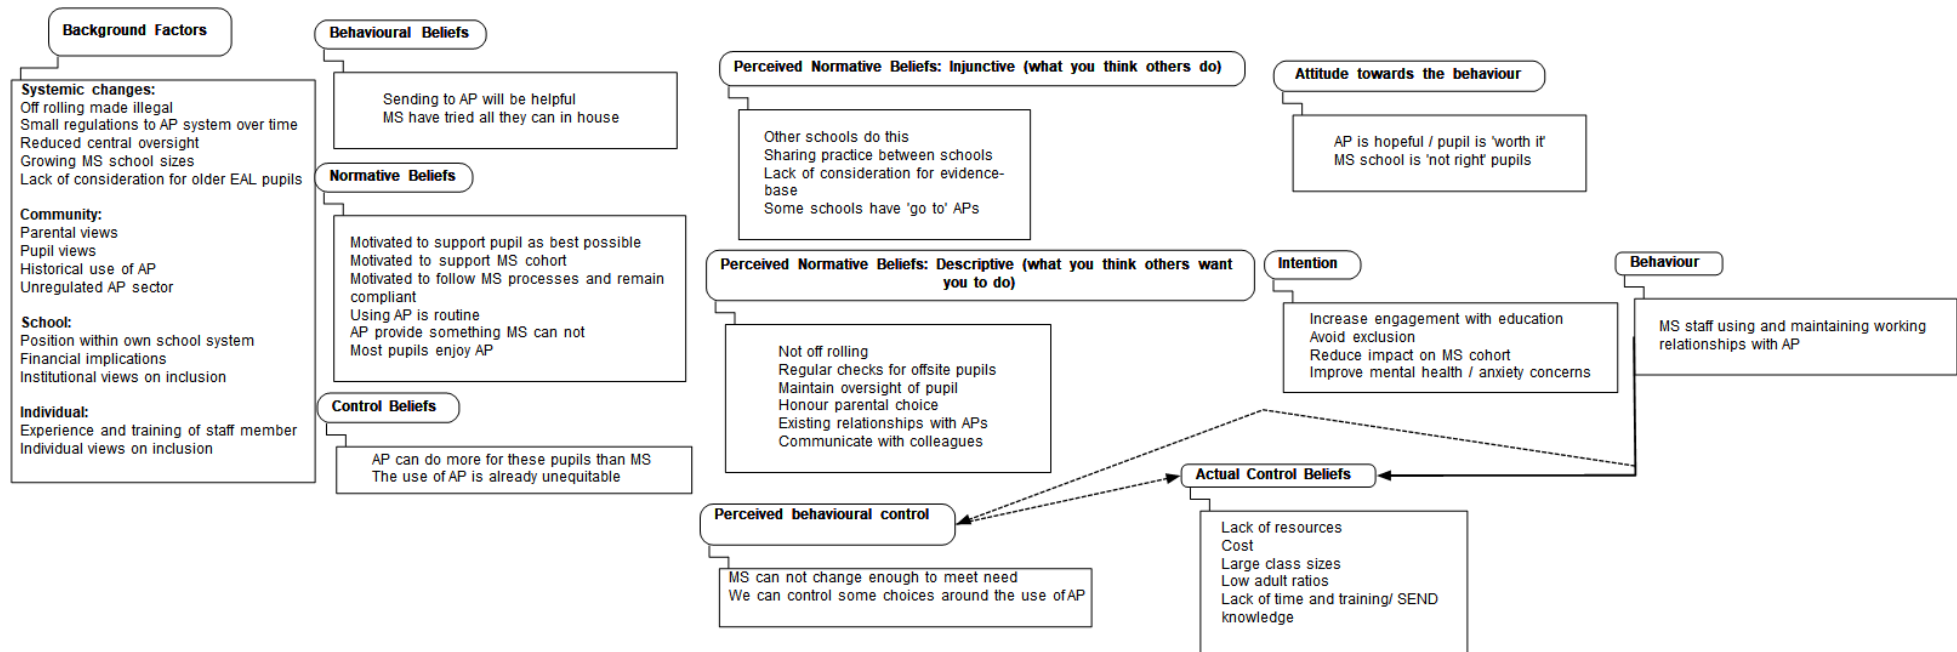 Background Factors
Systemic changes:
Off rolling made illegal
Small regulations to AP system over time
Reduced central oversight
Growing MS school sizes
Lack of consideration for older EAL pupils
Community:
Parental views
Pupil views
Historical use of AP
Unregulated AP sector
School:
Position within own school system
Financial implications
Institutional views on inclusion
Individual:
Experience and training of staff member
Individual views on inclusion
Behavioural Beliefs
Sending to AP will be helpful
MS have tried all they can in house
Normative Beliefs
Motivated to support pupil as best possible
Motivated to support MS cohort
Motivated to follow MS processes and remain
compliant
Using AP is routine
AP provide something MS can not
Most pupils enjoy AP
Control Beliefs
AP can do more for these pupils than MS
The use of AP is already unequitable
Perceived Normative Beliefs: Injunctive (what you think others do)
Other schools do this
Sharing practice between schools
Lack of consideration for evidence-
base
Some schools have 'go to' APs
Perceived Normative Beliefs: Descriptive (what you think others want
you to do)
Not off rolling
Regular checks for offsite pupils
Maintain oversight of pupil
Honour parental choice
Existing relationships with APs
Communicate with colleagues
Perceived behavioural control
MS can not change enough to meet need
We can control some choices around the use of AP
Attitude towards the behaviour
AP is hopeful / pupil is 'worth it'
MS school is 'not right' pupils
Intention
Increase engagement with education
Avoid exclusion
Reduce impact on MS cohort
Improve mental health / anxiety concerns
Behaviour
MS staff using and maintaining working
relationships with AP
Actual Control Beliefs
Lack of resources
Cost
Large class sizes
Low adult ratios
Lack of time and training/ SEND
knowledge